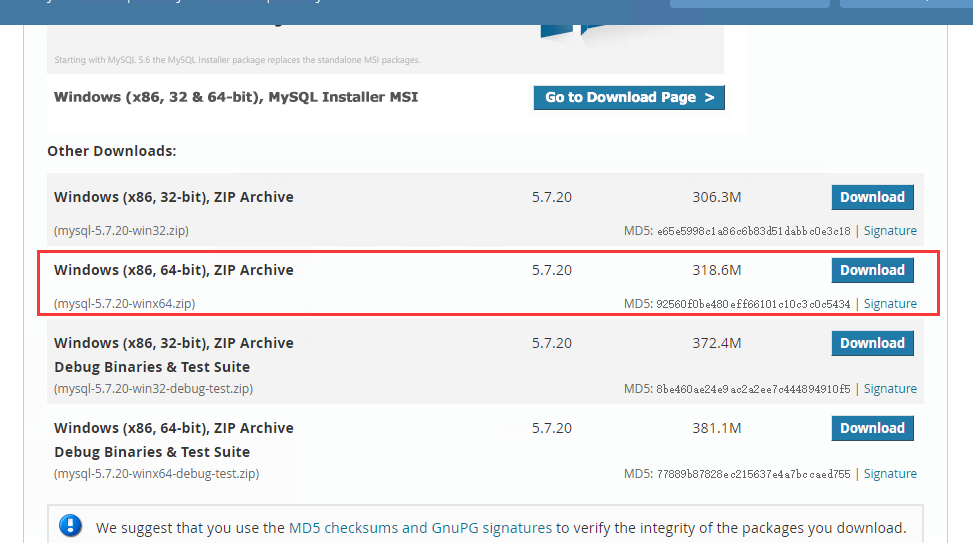 Starting with MySQL 5.6 the MySQL Installer package replaces the standalone MSI packages.
Windows (x86, 32 & 64-bit), MySQL Installer MSI Go to Download Page >
Other Downloads:
Windows (x86, 32-bit), ZIP Archive 5.7.20 306.3M Download
(mysql-5.7.20-win32.zip) MD5: e65e5998c1a86c6b83d51dabbc0e3c18 | Signature
Windows (x86, 64-bit), ZIP Archive 5.7.20 318.6M Download
(mysql-5.7.20-winx64.zip) MD5: 92560f0be480eff66101c10c3c0c5434 | Signature
Windows (x86, 32-bit), ZIP Archive 5.7.20 372.4M Download
Debug Binaries & Test Suite
(mysql-5.7.20-win32-debug-test.zip) MD5: 8be460ae24e9ac2a2ee7c444894910f5 | Signature
Windows (x86, 64-bit), ZIP Archive 5.7.20 381.1M Download
Debug Binaries & Test Suite
(mysql-5.7.20-winx64-debug-test.zip) MD5: 77889b87828ec215637e4a7bccaed755 | Signature
We suggest that you use the MD5 checksums and GnuPG signatures to verify the integrity of the packages you download.